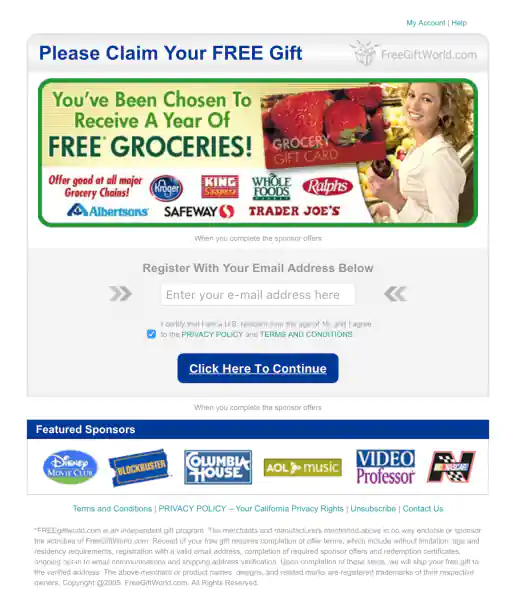 My Account | Help
Please Claim Your FREE Gift
FreeGiftWorld.com
You've Been Chosen To
Receive A Year Of
FREE* GROCERIES!
GROCERY
GIFT CARD
Offer good at all major
Grocery Chains!
Kroger
KING
Soopers
WHOLE
FOODS
MARKET
Ralphs
Albertsons
SAFEWAY
TRADER JOE'S
When you complete the sponsor offers
Register With Your Email Address Below
Enter your e-mail address here
I certify that I am a U.S. resident over the age of 18, and I agree
to the PRIVACY POLICY and TERMS AND CONDITIONS.
Click Here To Continue
When you complete the sponsor offers
Featured Sponsors
Disney
MOVIE CLUB
BLOCKBUSTER
COLUMBIA
HOUSE
AOL music
VIDEO
Professor
NASCAR
Terms and Conditions | PRIVACY POLICY – Your California Privacy Rights | Unsubscribe | Contact Us
*FREEgiftworld.com is an independent gift program. The merchants and manufacturers mentioned above in no way endorse or sponsor
the activities of FreeGiftWorld.com. Receipt of your free gift requires completion of offer terms, which include without limitation: age and
residency requirements, registration with a valid email address, completion of required sponsor offers and redemption certificates,
ongoing opt-in to email communications and shipping address verification. Upon completion of these steps, we will ship your free gift to
the verified address. The above-merchant or product names, designs, and related marks are registered trademarks of their respective
owners. Copyright @2005. FreeGiftWorld.com. All Rights Reserved.